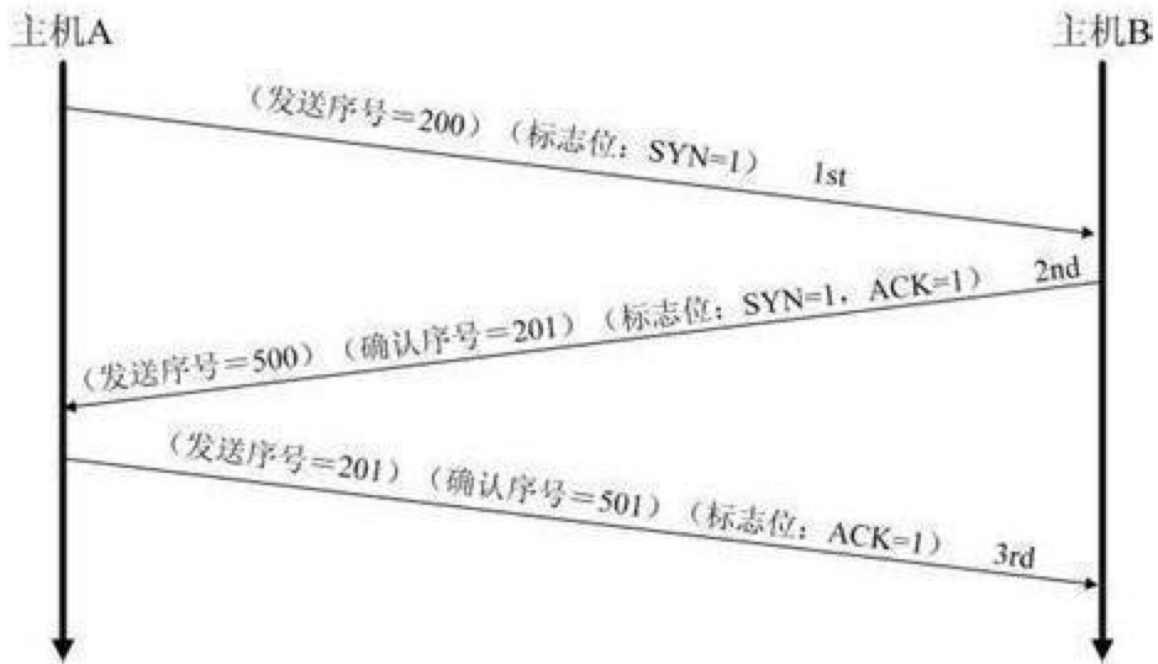 主机A
主机B
（发送序号＝200）（标志位：SYN=1） 1st
（发送序号＝500）（确认序号＝201）（标志位：SYN=1，ACK=1） 2nd
（发送序号＝201）（确认序号＝501）（标志位：ACK=1） 3rd